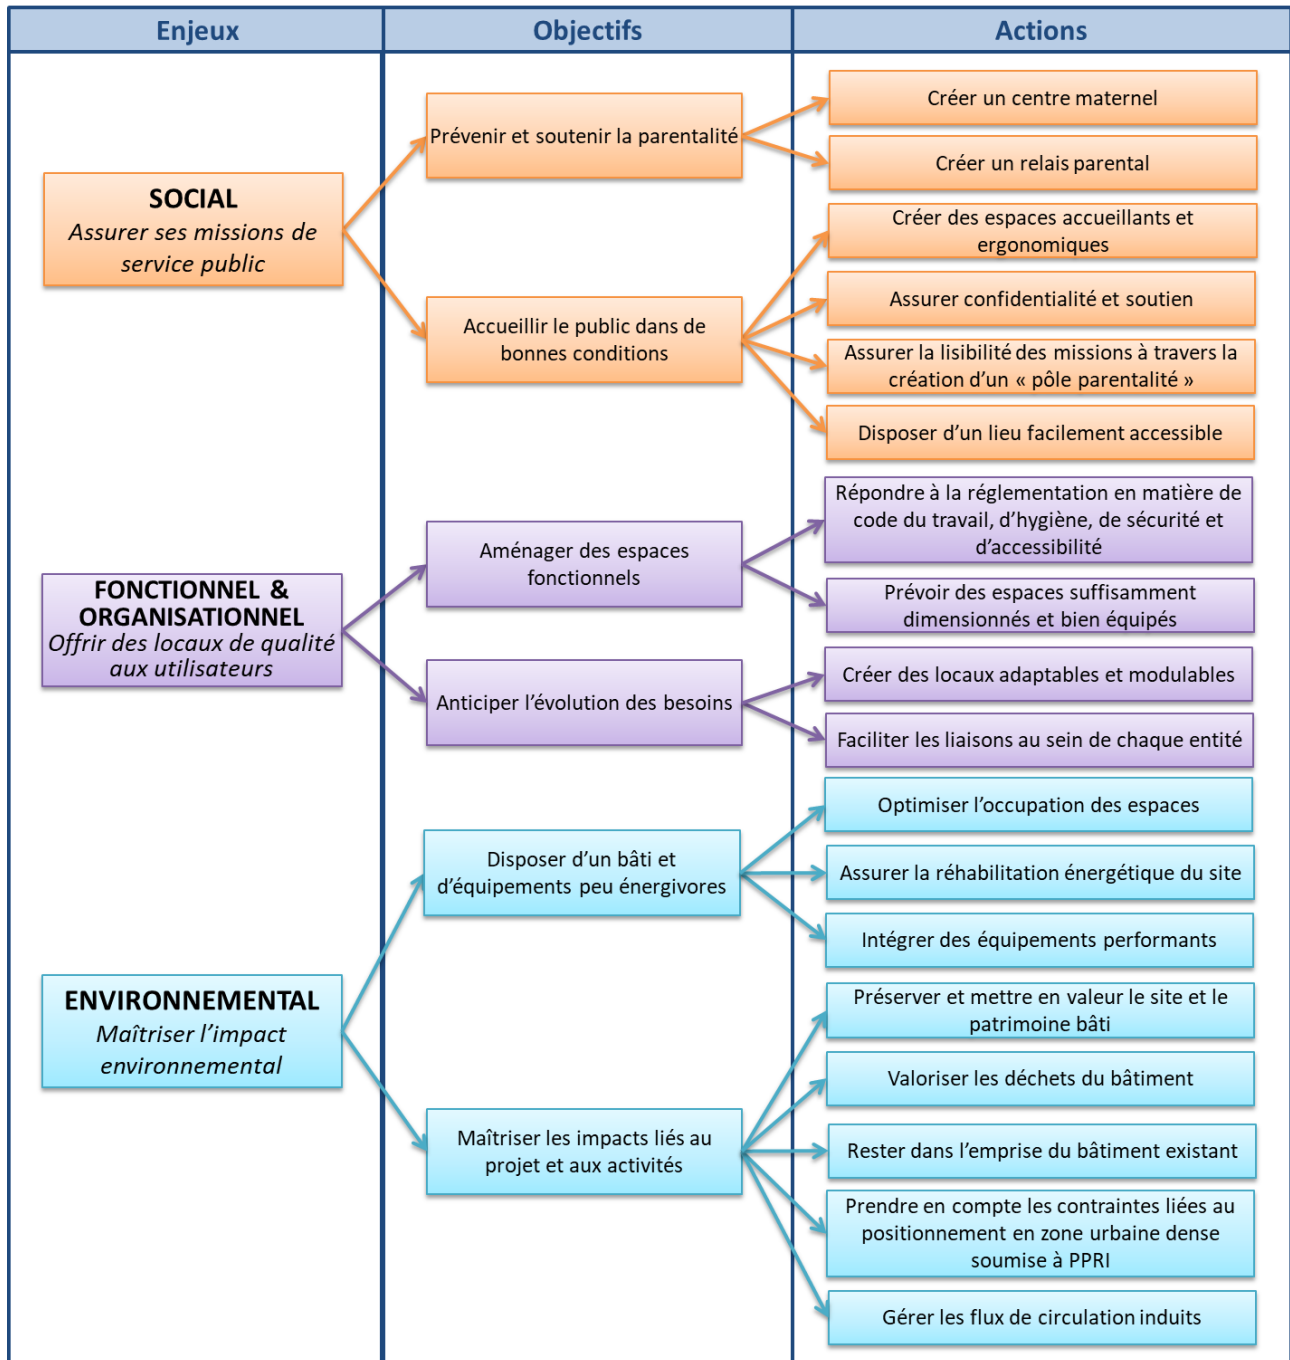 Enjeux
Objectifs
Actions
SOCIAL
Assurer ses missions de
service public
Prévenir et soutenir la parentalité
Créer un centre maternel
Créer un relais parental
Accueillir le public dans de
bonnes conditions
Créer des espaces accueillants et
ergonomiques
Assurer confidentialité et soutien
Assurer la lisibilité des missions à travers la
création d’un « pôle parentalité »
Disposer d’un lieu facilement accessible
FONCTIONNEL &
ORGANISATIONNEL
Offrir des locaux de qualité
aux utilisateurs
Aménager des espaces
fonctionnels
Répondre à la réglementation en matière de
code du travail, d’hygiène, de sécurité et
d’accessibilité
Prévoir des espaces suffisamment
dimensionnés et bien équipés
Anticiper l’évolution des besoins
Créer des locaux adaptables et modulables
Faciliter les liaisons au sein de chaque entité
ENVIRONNEMENTAL
Maîtriser l’impact
environnemental
Disposer d’un bâti et
d’équipements peu énergivores
Optimiser l’occupation des espaces
Assurer la réhabilitation énergétique du site
Intégrer des équipements performants
Maîtriser les impacts liés au
projet et aux activités
Préserver et mettre en valeur le site et le
patrimoine bâti
Valoriser les déchets du bâtiment
Rester dans l’emprise du bâtiment existant
Prendre en compte les contraintes liées au
positionnement en zone urbaine dense
soumise à PPRI
Gérer les flux de circulation induits